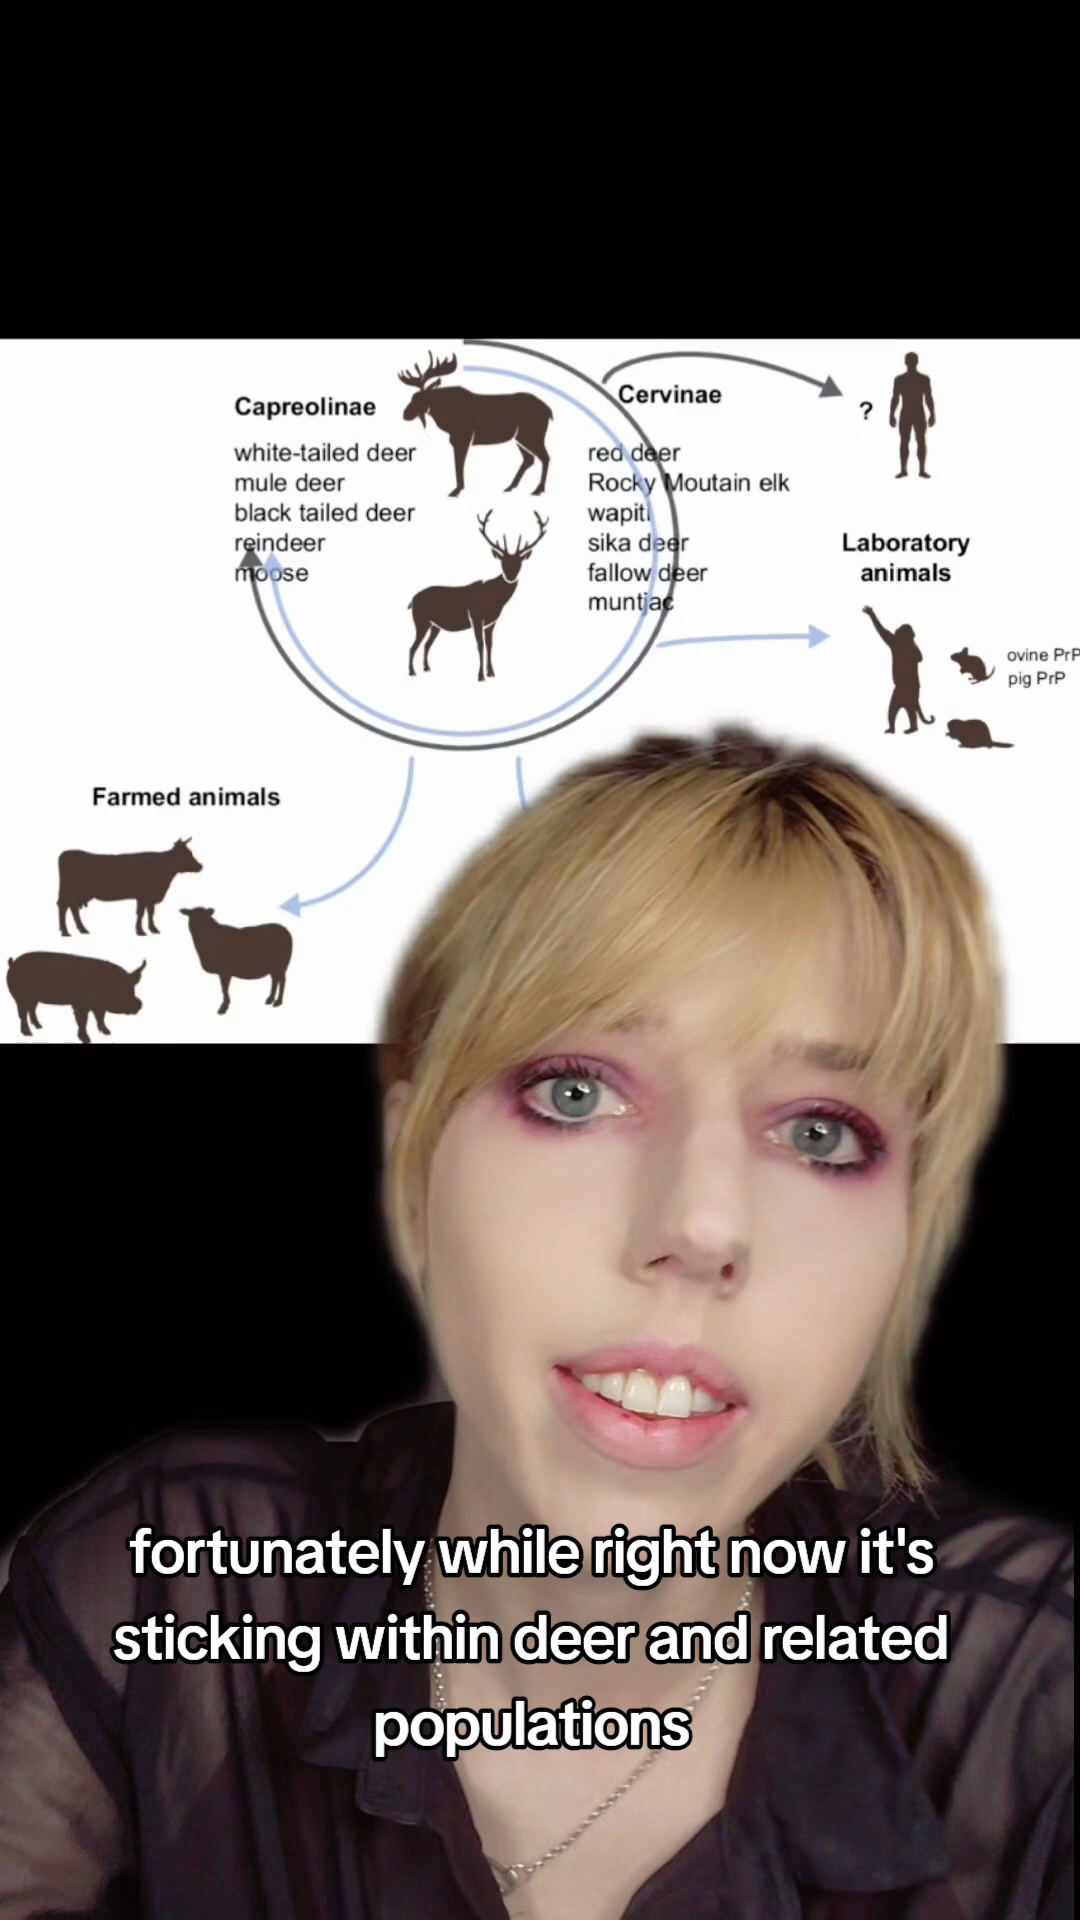 Capreolinae
white-tailed deer
mule deer
black tailed deer
reindeer
moose
Cervinae
red deer
Rocky Moutain elk
wapiti
sika deer
fallow deer
muntjac
?
Laboratory
animals
ovine PrP
pig PrP
Farmed animals
fortunately while right now it's
sticking within deer and related
populations